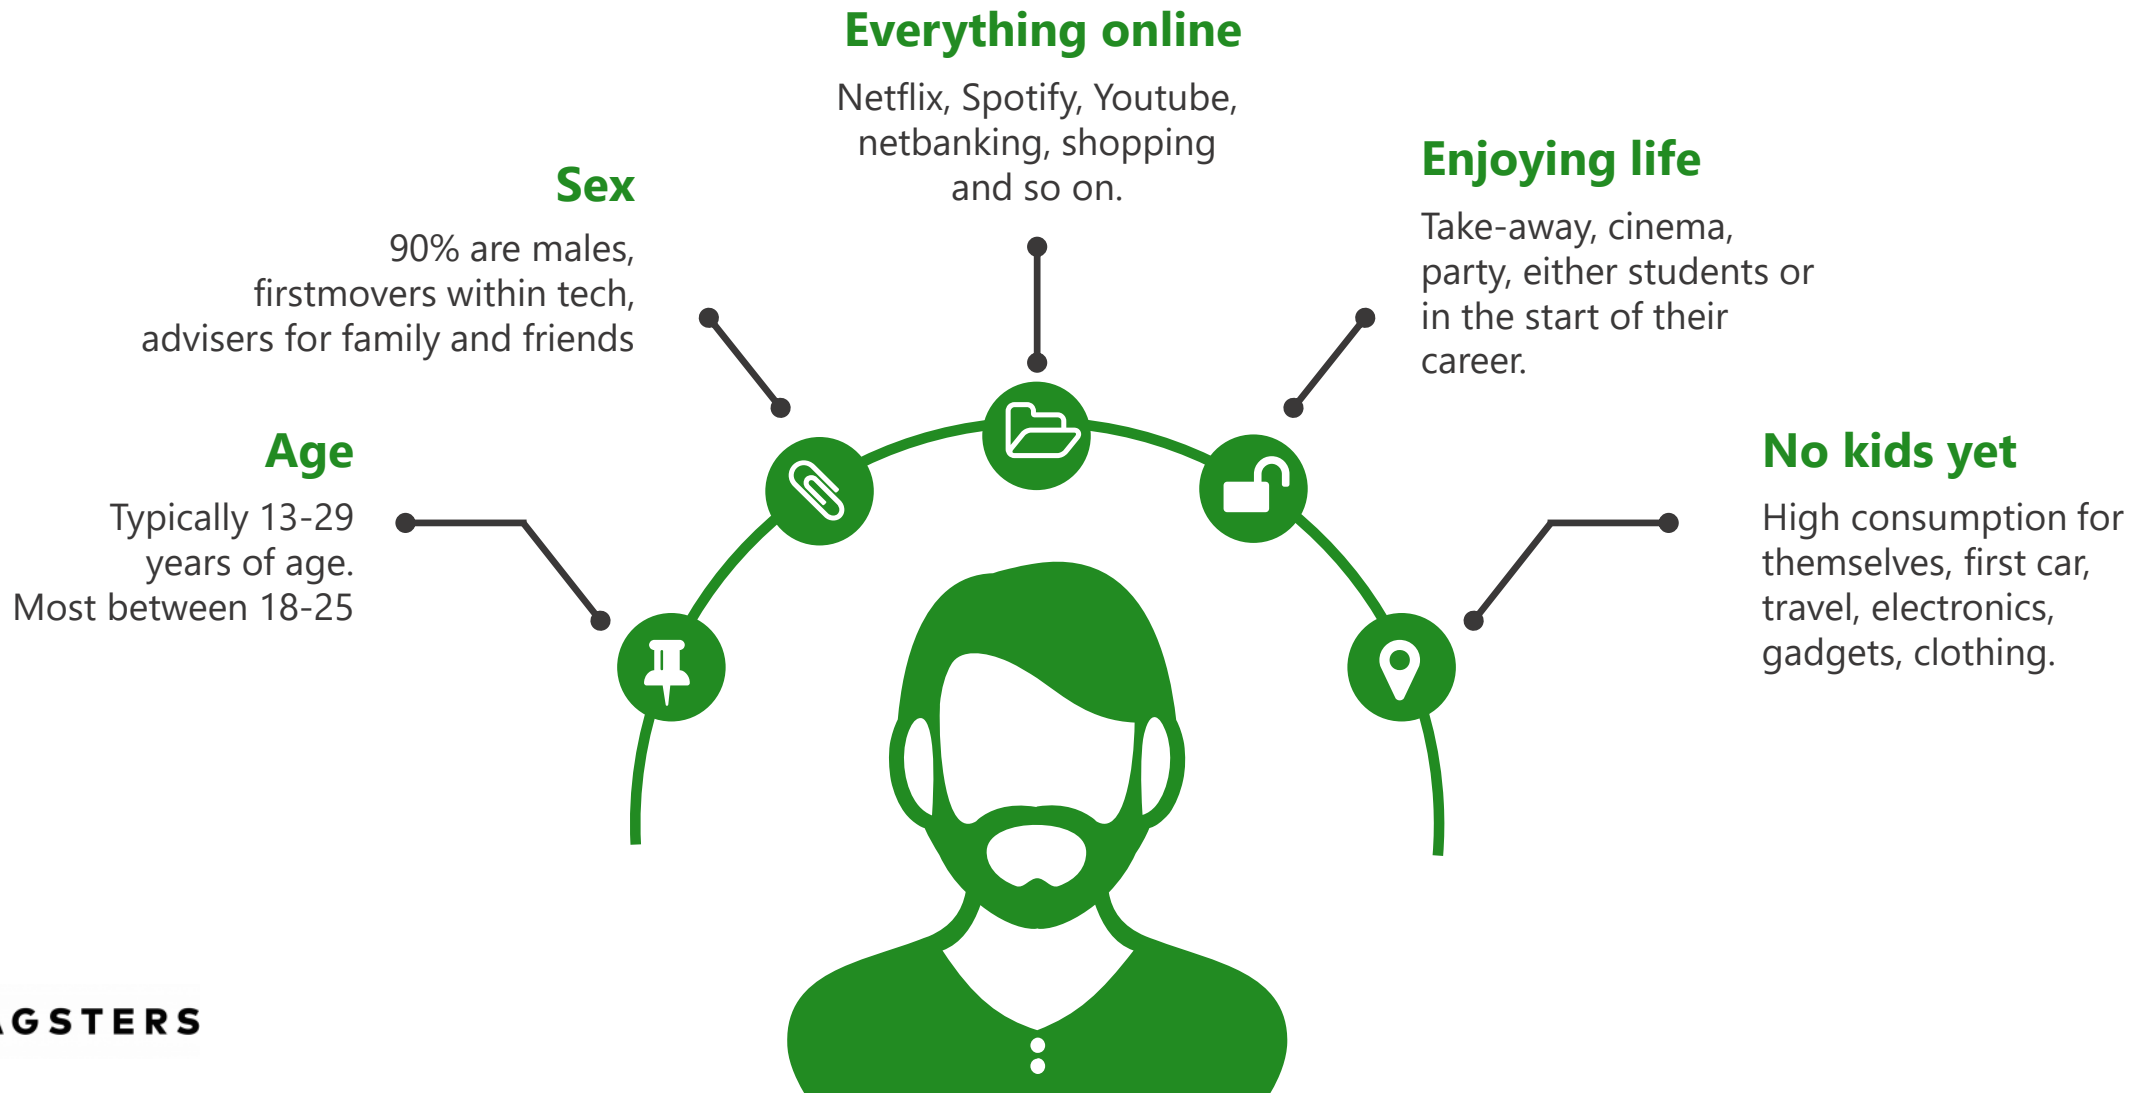 Everything online
Netflix, Spotify, Youtube,
netbanking, shopping
and so on.
Sex
90% are males,
firstmovers within tech,
advisers for family and friends
Enjoying life
Take-away, cinema,
party, either students or
in the start of their
career.
Age
Typically 13-29
years of age.
Most between 18-25
No kids yet
High consumption for
themselves, first car,
travel, electronics,
gadgets, clothing.
AGSTERS